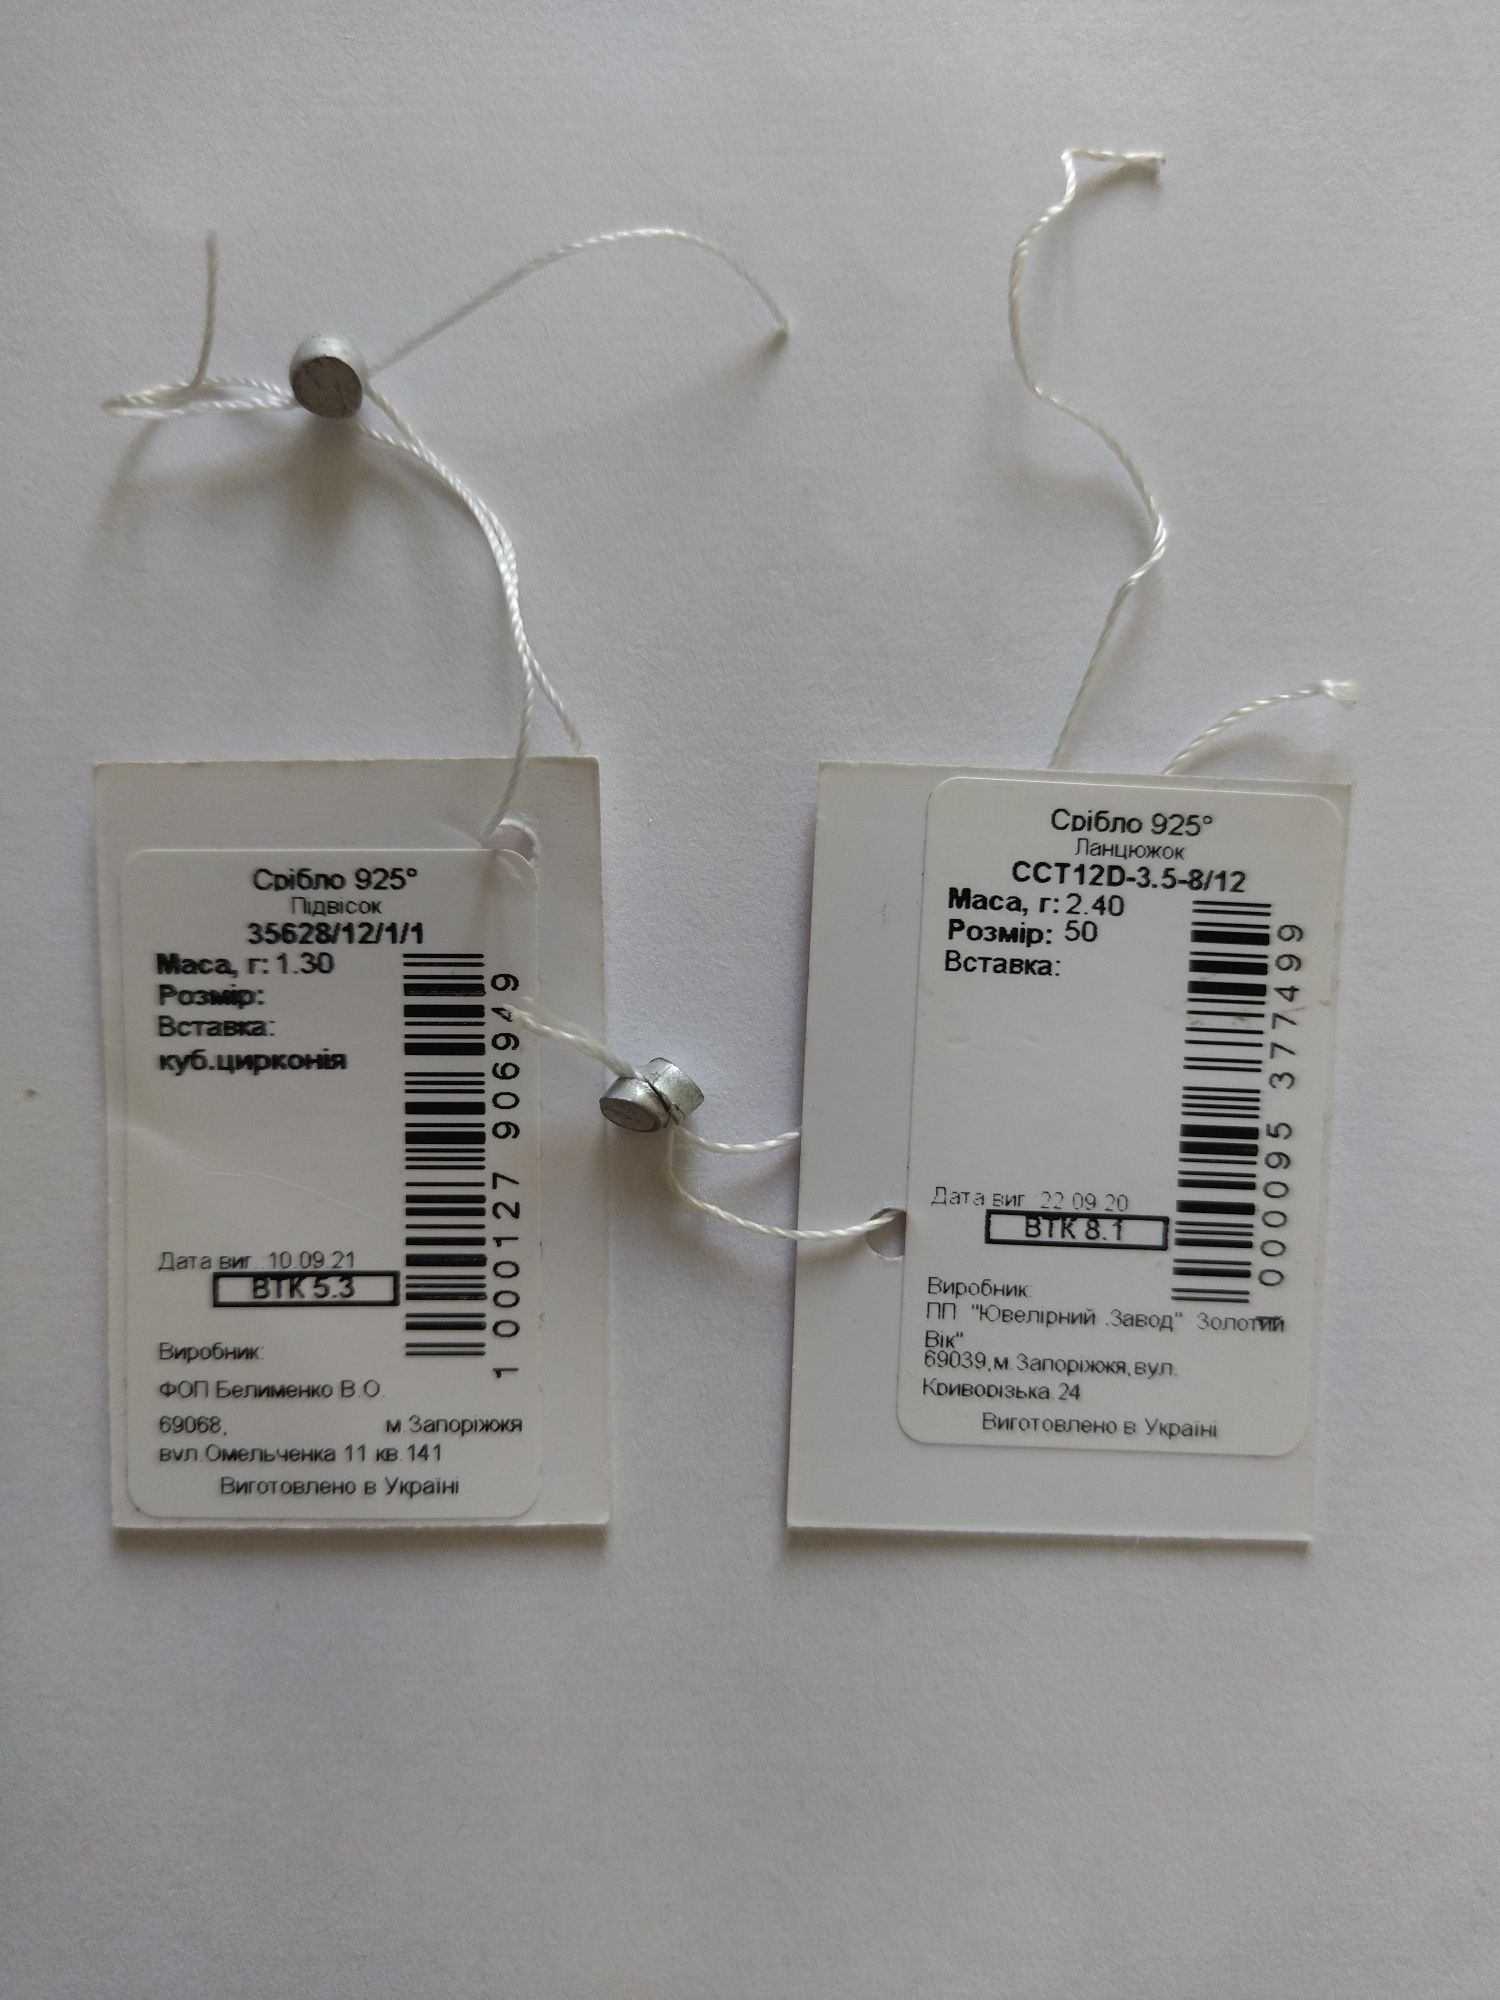 Срібло 925°
Підвісок
35628/12/1/1
Маса, г: 1.30
Розмір:
Вставка:
куб.цирконія
1 000127 906949
Дата виг. 10.09.21
ВТК 5.3
Виробник:
ФОП Белименко В.О.
69068, м.Запоріжжя
вул.Омельченка 11 кв.141
Виготовлено в Україні
Срібло 925°
Ланцюжок
ССТ12D-3.5-8/12
Маса, г: 2.40
Розмір: 50
Вставка:
1 000095 377499
Дата виг. 22.09.20
ВТК 8.1
Виробник:
ПП "Ювелірний .Завод" Золотий
Вік"
69039,м.Запоріжжя,вул.
Криворізька.24
Виготовлено в Україні